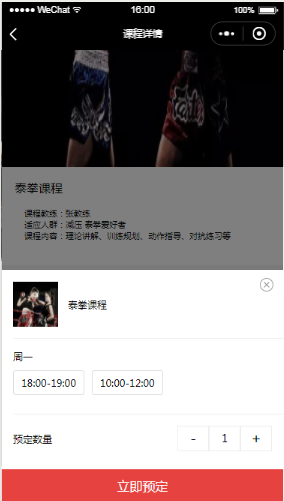 ●●●●● WeChat 16:00 100%
课程详情
泰拳课程
课程教练：张教练
适应人群：减压 泰拳爱好者
课程内容：理论讲解、训练规划、动作指导、对抗练习等
泰拳课程
周一
18:00-19:00 10:00-12:00
预定数量 - 1 +
立即预定